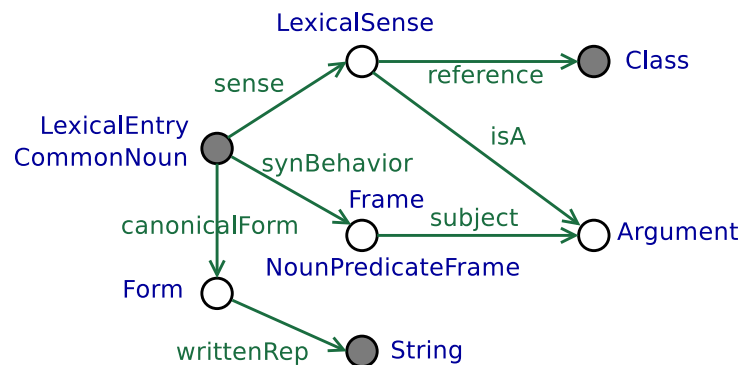 LexicalSense
reference
Class
sense
LexicalEntry
CommonNoun
isA
synBehavior
Frame
subject
canonicalForm
Argument
NounPredicateFrame
Form
writtenRep
String